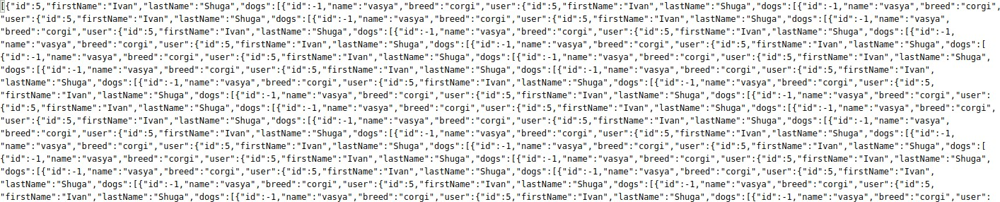 [{"id":5,"firstName":"Ivan","lastName":"Shuga","dogs":[{"id":-1,"name":"vasya","breed":"corgi","user":{"id":5,"firstName":"Ivan","lastName":"Shuga","dogs":[{"id":-1,"name":"vasya","breed":"corgi",
"user":{"id":5,"firstName":"Ivan","lastName":"Shuga","dogs":[{"id":-1,"name":"vasya","breed":"corgi","user":{"id":5,"firstName":"Ivan","lastName":"Shuga","dogs":[{"id":-1,"name":"vasya",
"breed":"corgi","user":{"id":5,"firstName":"Ivan","lastName":"Shuga","dogs":[{"id":-1,"name":"vasya","breed":"corgi","user":{"id":5,"firstName":"Ivan","lastName":"Shuga","dogs":[{"id":-1,
"name":"vasya","breed":"corgi","user":{"id":5,"firstName":"Ivan","lastName":"Shuga","dogs":[{"id":-1,"name":"vasya","breed":"corgi","user":{"id":5,"firstName":"Ivan","lastName":"Shuga","dogs":[
{"id":-1,"name":"vasya","breed":"corgi","user":{"id":5,"firstName":"Ivan","lastName":"Shuga","dogs":[{"id":-1,"name":"vasya","breed":"corgi","user":{"id":5,"firstName":"Ivan","lastName":"Shuga",
"dogs":[{"id":-1,"name":"vasya","breed":"corgi","user":{"id":5,"firstName":"Ivan","lastName":"Shuga","dogs":[{"id":-1,"name":"vasya","breed":"corgi","user":{"id":5,"firstName":"Ivan",
"lastName":"Shuga","dogs":[{"id":-1,"name":"vasya","breed":"corgi","user":{"id":5,"firstName":"Ivan","lastName":"Shuga","dogs":[{"id":-1,"name":"vasya","breed":"corgi","user":{"id":5,
"firstName":"Ivan","lastName":"Shuga","dogs":[{"id":-1,"name":"vasya","breed":"corgi","user":{"id":5,"firstName":"Ivan","lastName":"Shuga","dogs":[{"id":-1,"name":"vasya","breed":"corgi","user":
{"id":5,"firstName":"Ivan","lastName":"Shuga","dogs":[{"id":-1,"name":"vasya","breed":"corgi","user":{"id":5,"firstName":"Ivan","lastName":"Shuga","dogs":[{"id":-1,"name":"vasya","breed":"corgi",
"user":{"id":5,"firstName":"Ivan","lastName":"Shuga","dogs":[{"id":-1,"name":"vasya","breed":"corgi","user":{"id":5,"firstName":"Ivan","lastName":"Shuga","dogs":[{"id":-1,"name":"vasya",
"breed":"corgi","user":{"id":5,"firstName":"Ivan","lastName":"Shuga","dogs":[{"id":-1,"name":"vasya","breed":"corgi","user":{"id":5,"firstName":"Ivan","lastName":"Shuga","dogs":[{"id":-1,
"name":"vasya","breed":"corgi","user":{"id":5,"firstName":"Ivan","lastName":"Shuga","dogs":[{"id":-1,"name":"vasya","breed":"corgi","user":{"id":5,"firstName":"Ivan","lastName":"Shuga","dogs":[
{"id":-1,"name":"vasya","breed":"corgi","user":{"id":5,"firstName":"Ivan","lastName":"Shuga","dogs":[{"id":-1,"name":"vasya","breed":"corgi","user":{"id":5,"firstName":"Ivan","lastName":"Shuga",
"dogs":[{"id":-1,"name":"vasya","breed":"corgi","user":{"id":5,"firstName":"Ivan","lastName":"Shuga","dogs":[{"id":-1,"name":"vasya","breed":"corgi","user":{"id":5,"firstName":"Ivan",
"lastName":"Shuga","dogs":[{"id":-1,"name":"vasya","breed":"corgi","user":{"id":5,"firstName":"Ivan","lastName":"Shuga","dogs":[{"id":-1,"name":"vasya","breed":"corgi","user":{"id":5,
"firstName":"Ivan","lastName":"Shuga","dogs":[{"id":-1,"name":"vasya","breed":"corgi","user":{"id":5,"firstName":"Ivan","lastName":"Shuga","dogs":[{"id":-1,"name":"vasya","breed":"corgi","user":